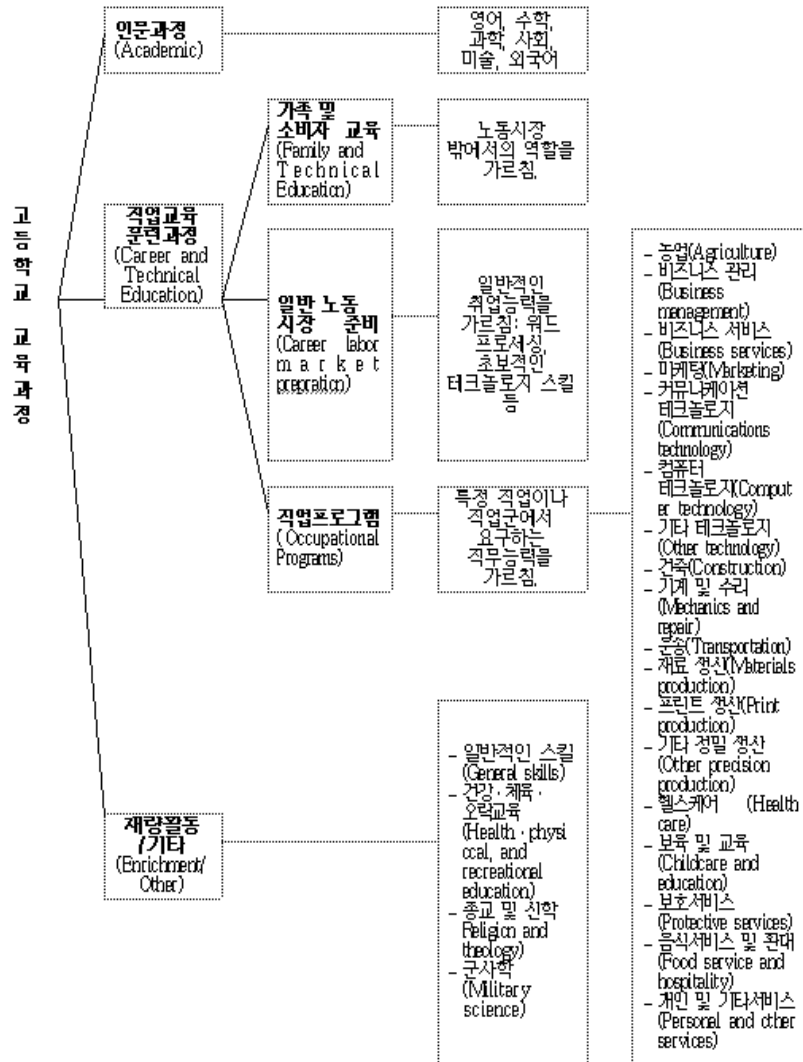 고등학교 교육과정
인문과정
(Academic)
영어, 수학,
과학, 사회,
미술, 외국어
직업교육
훈련과정
(Career and
Technical
Education)
가족 및
소비자 교육
(Family and
Technical
Education)
노동시장
밖에서의 역할을
가르침.
일반 노동
시장 준비
(Career labor
market
prepration)
일반적인
취업능력를
가르침: 워드
프로세싱,
초보적인
테크놀로지 스킬
등
직업프로그램
(Occupational
Programs)
특정 직업이나
직업군에서
요구하는
직무능력를
가르침.
- 농업(Agriculture)
- 비즈니스 관리
(Business
management)
- 비즈니스 서비스
(Business services)
- 마케팅(Marketing)
- 커뮤니케이션
테크놀로지
(Communications
technology)
- 컴퓨터
테크놀로지(Comput
er technology)
- 기타 테크놀로지
(Other technology)
- 건축(Construction)
- 기계 및 수리
(Mechanics and
repair)
- 운송(Transportation)
- 재료 생산(Materials
production)
- 프린트 생산(Print
production)
- 기타 정밀 생산
(Other precision
production)
- 헬스케어 (Health
care)
- 보육 및 교육
(Childcare and
education)
- 보호서비스
(Protective services)
- 음식서비스 및 환대
(Food service and
hospitality)
- 개인 및 기타서비스
(Personal and other
services)
재량활동
/기타
(Enrichment/
Other)
- 일반적인 스킬
(General skills)
- 건강·체육·
오락교육
(Health·physi
ccal, and
recreational
education)
- 종교 및 신학
Religion and
theology)
- 군사학
(Military
science)